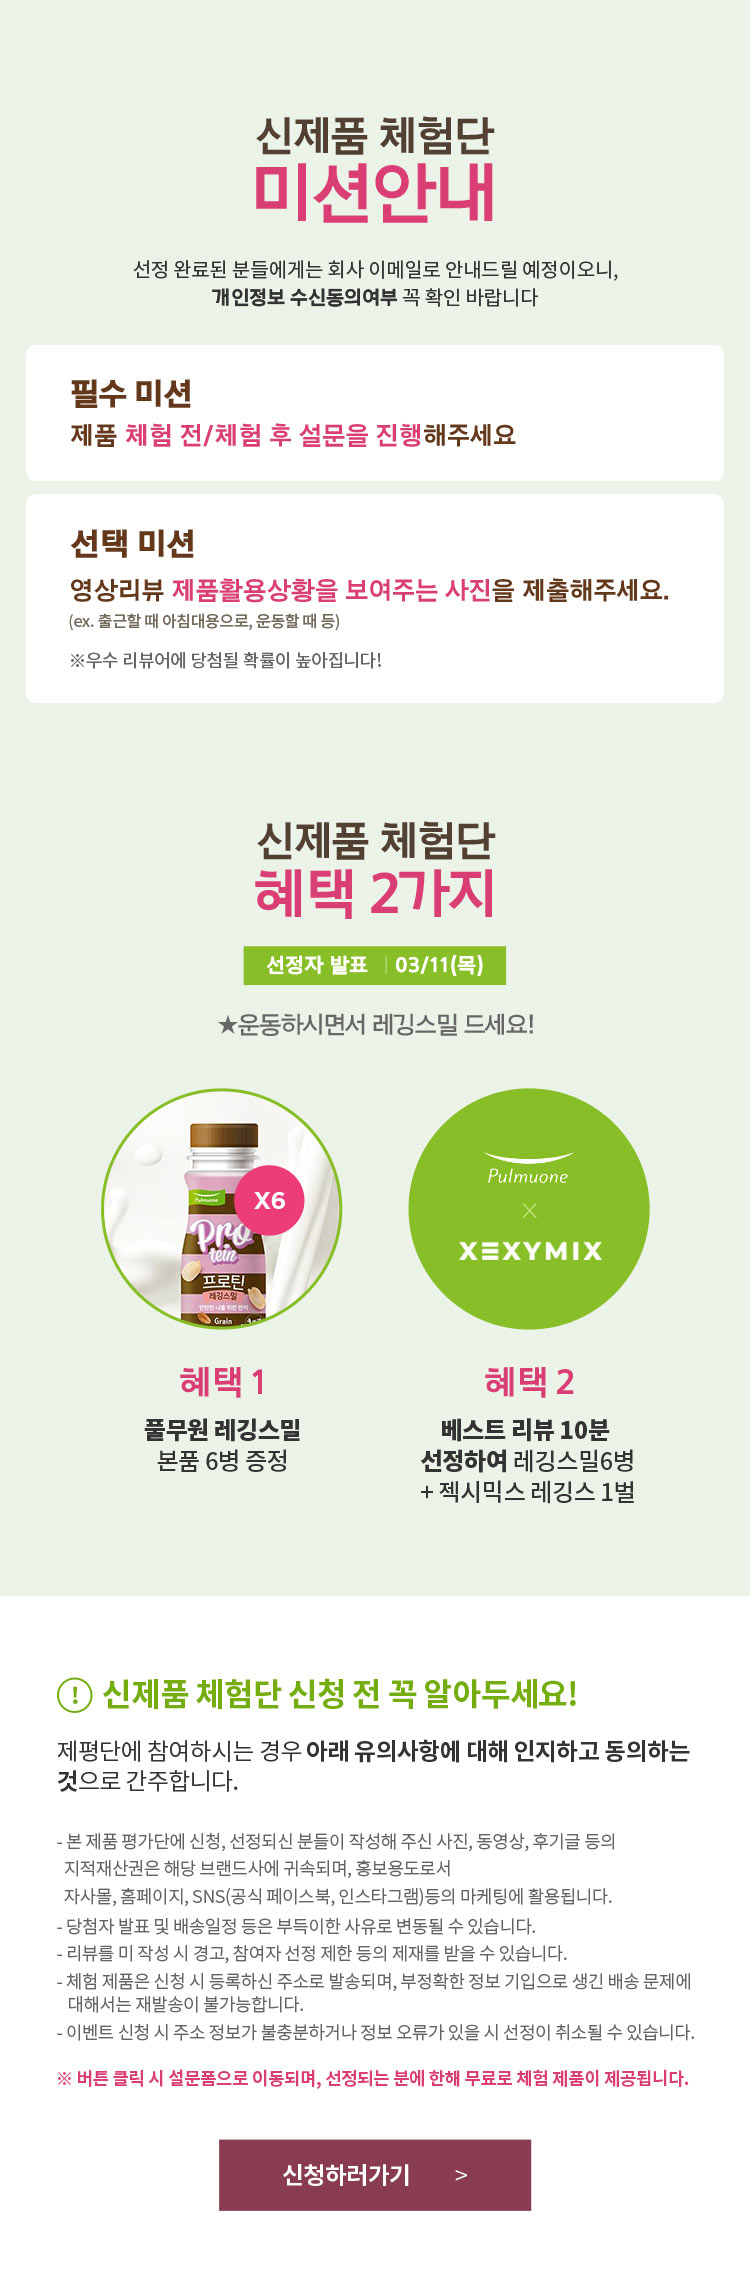 신제품 체험단
미션안내
선정 완료된 분들에게는 회사 이메일로 안내드릴 예정이오니,
개인정보 수신동의여부 꼭 확인 바랍니다
필수 미션
제품 체험 전/체험 후 설문을 진행해주세요
선택 미션
영상리뷰 제품활용상황을 보여주는 사진을 제출해주세요.
(ex. 출근할 때 아침대용으로, 운동할 때 등)
※우수 리뷰어에 당첨될 확률이 높아집니다!
신제품 체험단
혜택 2가지
선정자 발표 | 03/11(목)
★운동하시면서 레깅스밀 드세요!
Pulmuone
X6
Pro
tein
프로틴
레깅스밀
탄탄한 나를 위한 한끼
Grain
Pulmuone
X
XEXYMIX
혜택 1
풀무원 레깅스밀
본품 6병 증정
혜택 2
베스트 리뷰 10분
선정하여 레깅스밀6병
+ 젝시믹스 레깅스 1벌
! 신제품 체험단 신청 전 꼭 알아두세요!
제평단에 참여하시는 경우 아래 유의사항에 대해 인지하고 동의하는
것으로 간주합니다.
- 본 제품 평가단에 신청, 선정되신 분들이 작성해 주신 사진, 동영상, 후기글 등의
지적재산권은 해당 브랜드사에 귀속되며, 홍보용도로서
자사몰, 홈페이지, SNS(공식 페이스북, 인스타그램)등의 마케팅에 활용됩니다.
- 당첨자 발표 및 배송일정 등은 부득이한 사유로 변동될 수 있습니다.
- 리뷰를 미 작성 시 경고, 참여자 선정 제한 등의 제재를 받을 수 있습니다.
- 체험 제품은 신청 시 등록하신 주소로 발송되며, 부정확한 정보 기입으로 생긴 배송 문제에
대해서는 재발송이 불가능합니다.
- 이벤트 신청 시 주소 정보가 불충분하거나 정보 오류가 있을 시 선정이 취소될 수 있습니다.
※ 버튼 클릭 시 설문폼으로 이동되며, 선정되는 분에 한해 무료로 체험 제품이 제공됩니다.
신청하러가기 >